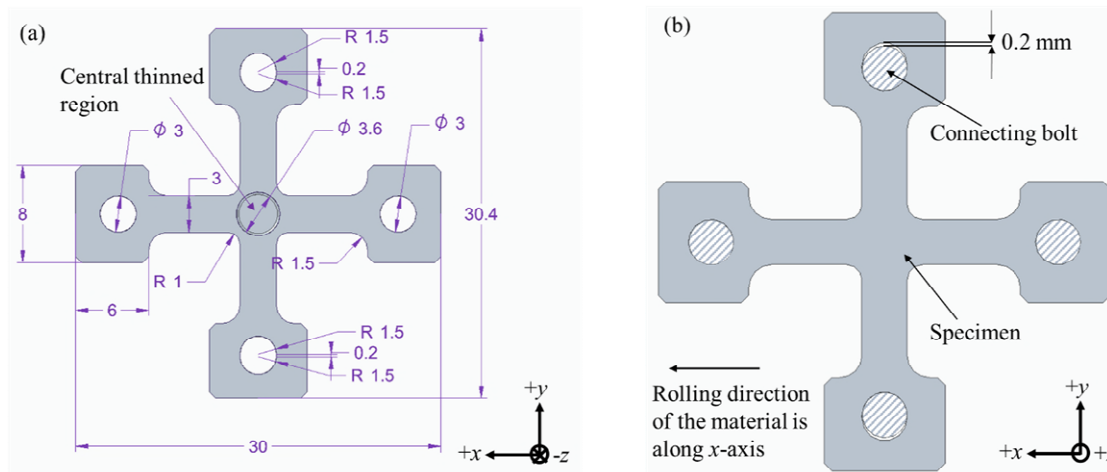 (a)
R 1.5
0.2
R 1.5
Central thinned
region
ϕ 3
ϕ 3.6
ϕ 3
8
3
30.4
R 1.5
R 1
6
R 1.5
0.2
R 1.5
30
+y
+x
-z
(b)
0.2 mm
Connecting bolt
Specimen
Rolling direction
of the material is
along x-axis
+y
+x